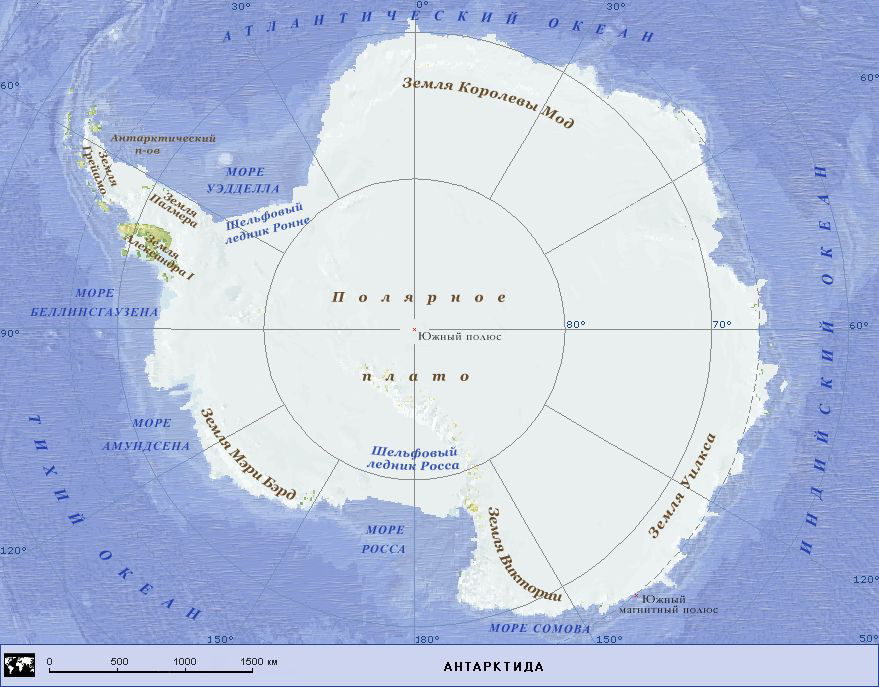 30°
0°
30°
АТЛАНТИЧЕСКИЙ ОКЕАН
60°
60°
Земля Королевы Мод
Антарктический
п-ов
Земля
Грейамо
МОРЕ
УЭДДЕЛЛА
Земля
Палмера
Шельфовый
ледник Ронне
Земля
Александра I
МОРЕ
БЕЛЛИНСГАУЗЕНА
Полярное
90°
Южный полюс
80°
70°
60°
плато
ИНДИЙСКИЙ ОКЕАН
МОРЕ
АМУНДСЕНА
Земля Мэри Бэрд
Шельфовый
ледник Росса
Земля Уилкса
ТИХИЙ ОКЕАН
МОРЕ
РОССА
Земля Виктории
120°
120°
Южный
магнитный полюс
МОРЕ СОМОВА
150°
180°
150°
50°
0 500 1000 1500 км
АНТАРКТИДА